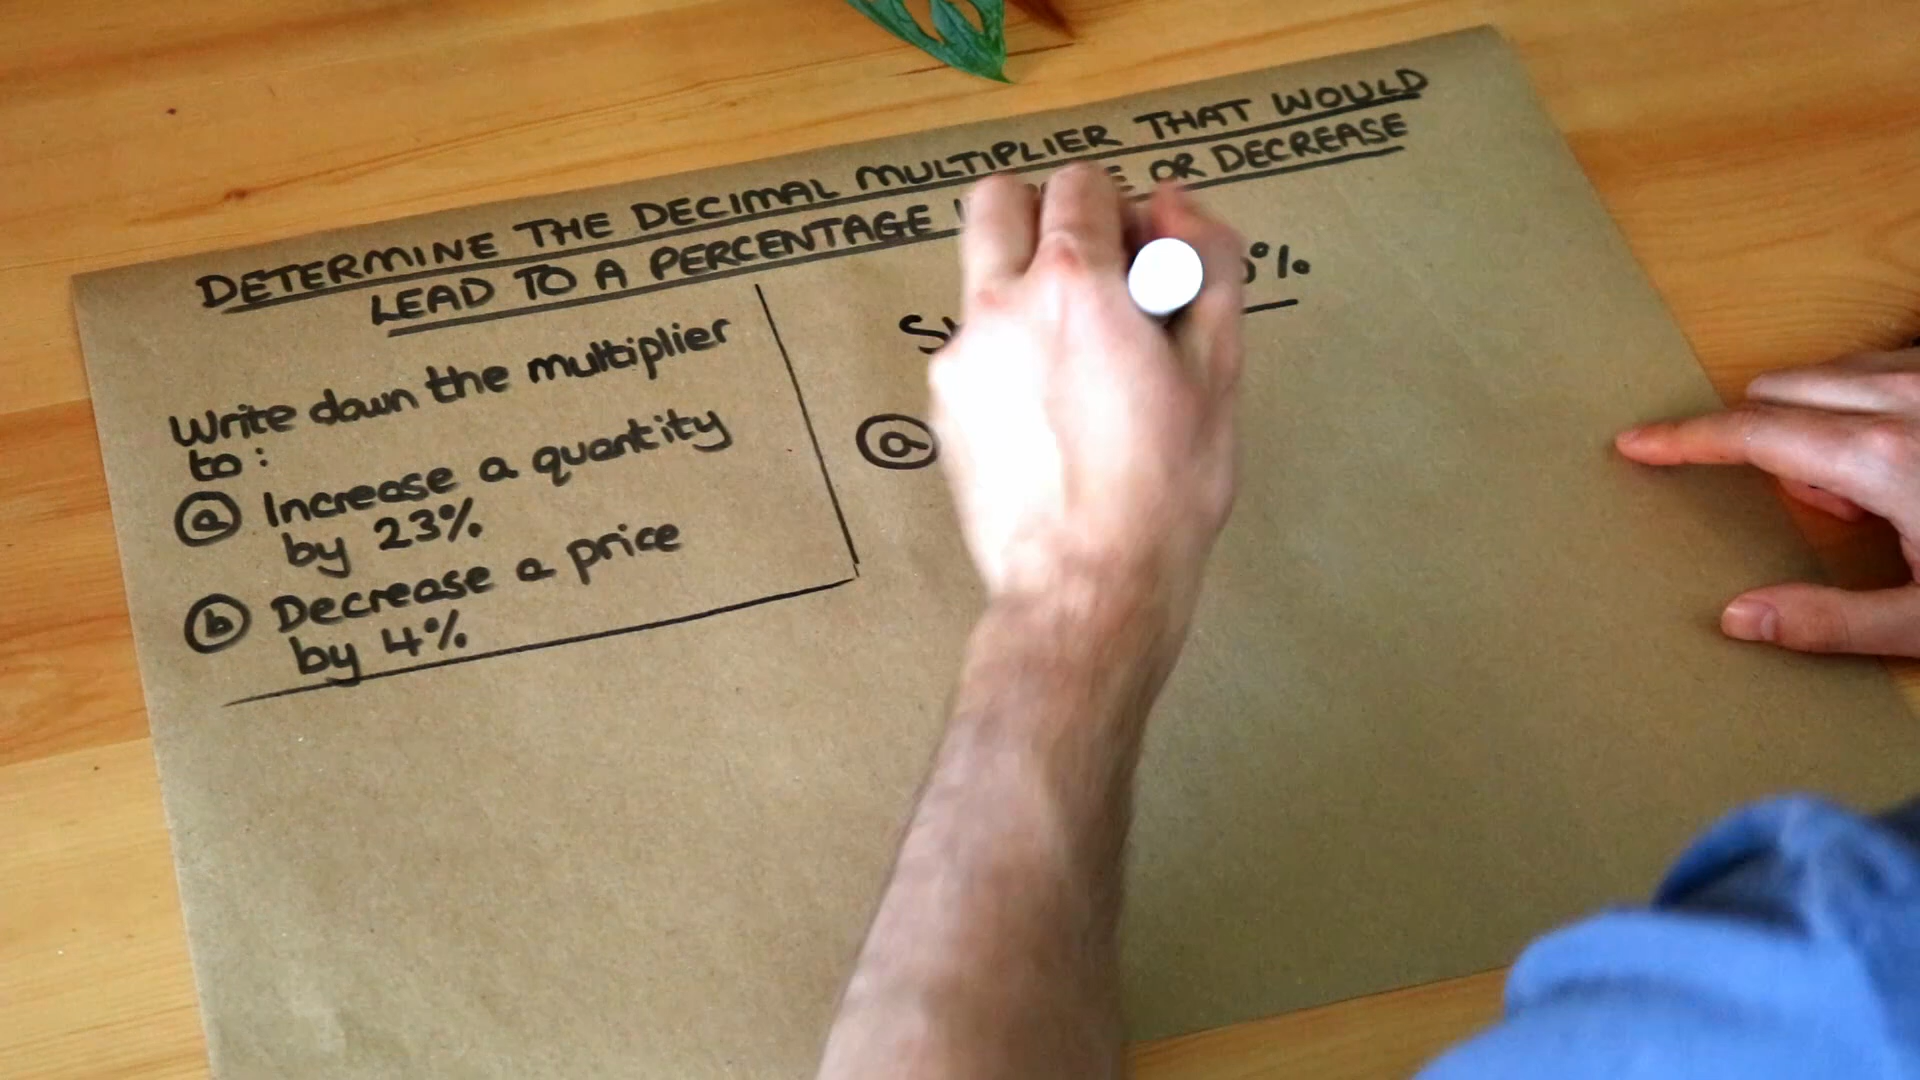 DETERMINE THE DECIMAL MULTIPLIER THAT WOULD
LEAD TO A PERCENTAGE OR DECREASE
Write down the multiplier
to:
(a) Increase a quantity
by 23%
(b) Decrease a price
by 4%
%
(a)